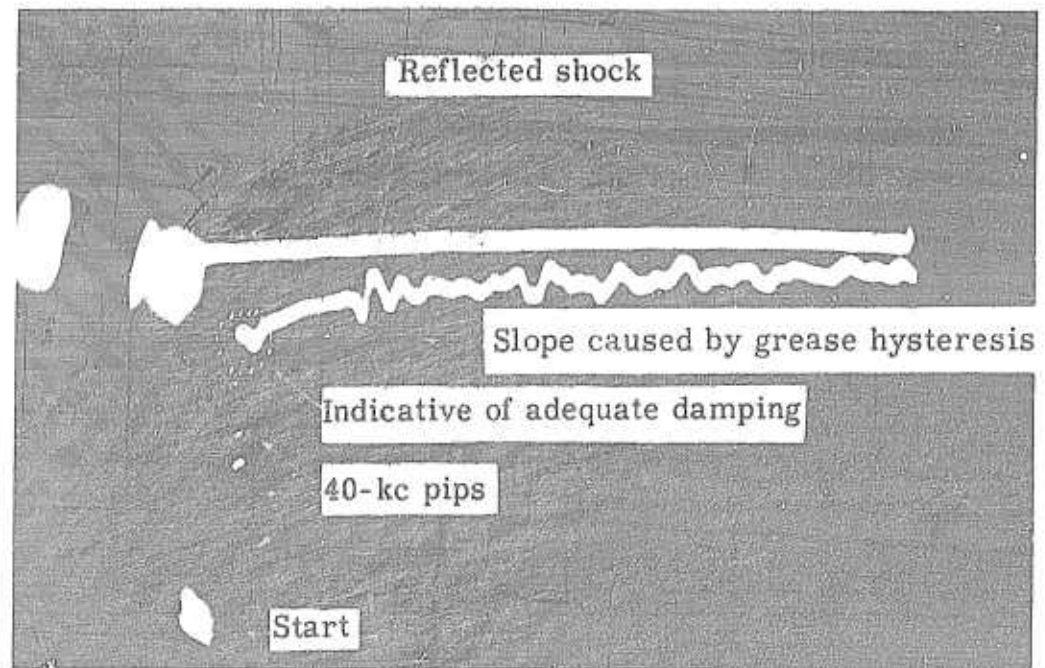 Reflected shock
Slope caused by grease hysteresis
Indicative of adequate damping
40-kc pips
Start